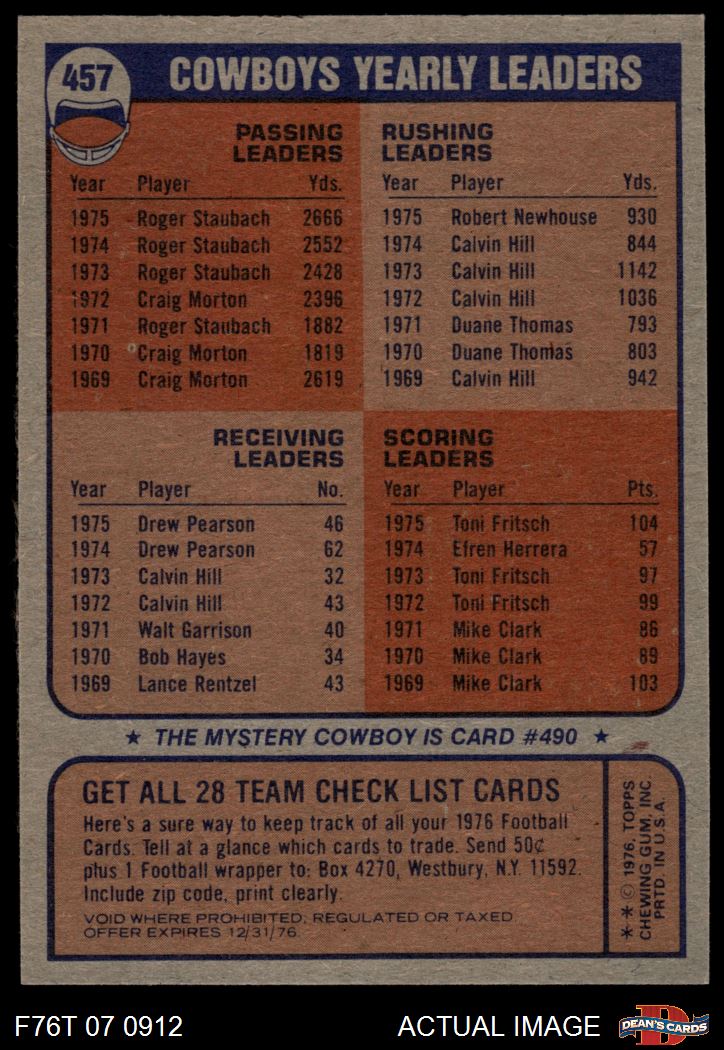 457
COWBOYS YEARLY LEADERS
PASSING
LEADERS
Year Player Yds.
1975 Roger Staubach 2666
1974 Roger Staubach 2552
1973 Roger Staubach 2428
1972 Craig Morton 2396
1971 Roger Staubach 1882
1970 Craig Morton 1819
1969 Craig Morton 2619
RUSHING
LEADERS
Year Player Yds.
1975 Robert Newhouse 930
1974 Calvin Hill 844
1973 Calvin Hill 1142
1972 Calvin Hill 1036
1971 Duane Thomas 793
1970 Duane Thomas 803
1969 Calvin Hill 942
RECEIVING
LEADERS
Year Player No.
1975 Drew Pearson 46
1974 Drew Pearson 62
1973 Calvin Hill 32
1972 Calvin Hill 43
1971 Walt Garrison 40
1970 Bob Hayes 34
1969 Lance Rentzel 43
SCORING
LEADERS
Year Player Pts.
1975 Toni Fritsch 104
1974 Efren Herrera 57
1973 Toni Fritsch 97
1972 Toni Fritsch 99
1971 Mike Clark 86
1970 Mike Clark 89
1969 Mike Clark 103
★ THE MYSTERY COWBOY IS CARD #490 ★
GET ALL 28 TEAM CHECK LIST CARDS
Here's a sure way to keep track of all your 1976 Football
Cards. Tell at a glance which cards to trade. Send 50¢
plus 1 Football wrapper to: Box 4270, Westbury, N.Y. 11592.
Include zip code, print clearly.
VOID WHERE PROHIBITED, REGULATED OR TAXED.
OFFER EXPIRES 12/31/76.
** © 1976, TOPPS
CHEWING GUM, INC.
PRTD. IN U.S.A.
F76T 07 0912
ACTUAL IMAGE
D
DEAN'S CARDS